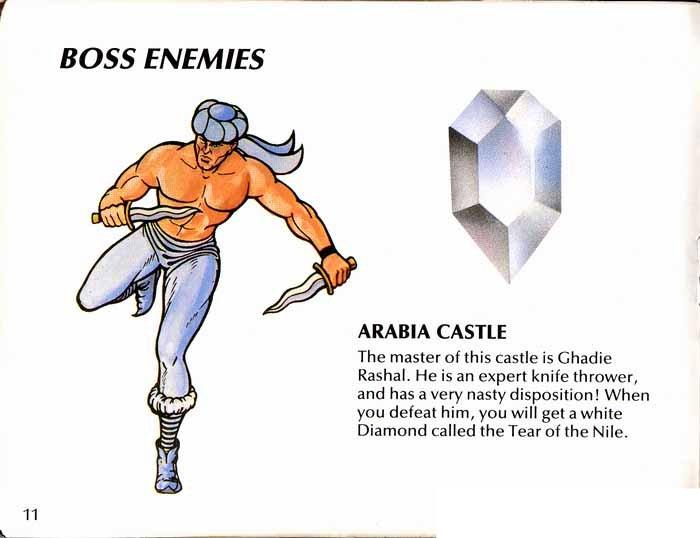 BOSS ENEMIES
ARABIA CASTLE
The master of this castle is Ghadie
Rashal. He is an expert knife thrower,
and has a very nasty disposition! When
you defeat him, you will get a white
Diamond called the Tear of the Nile.
11